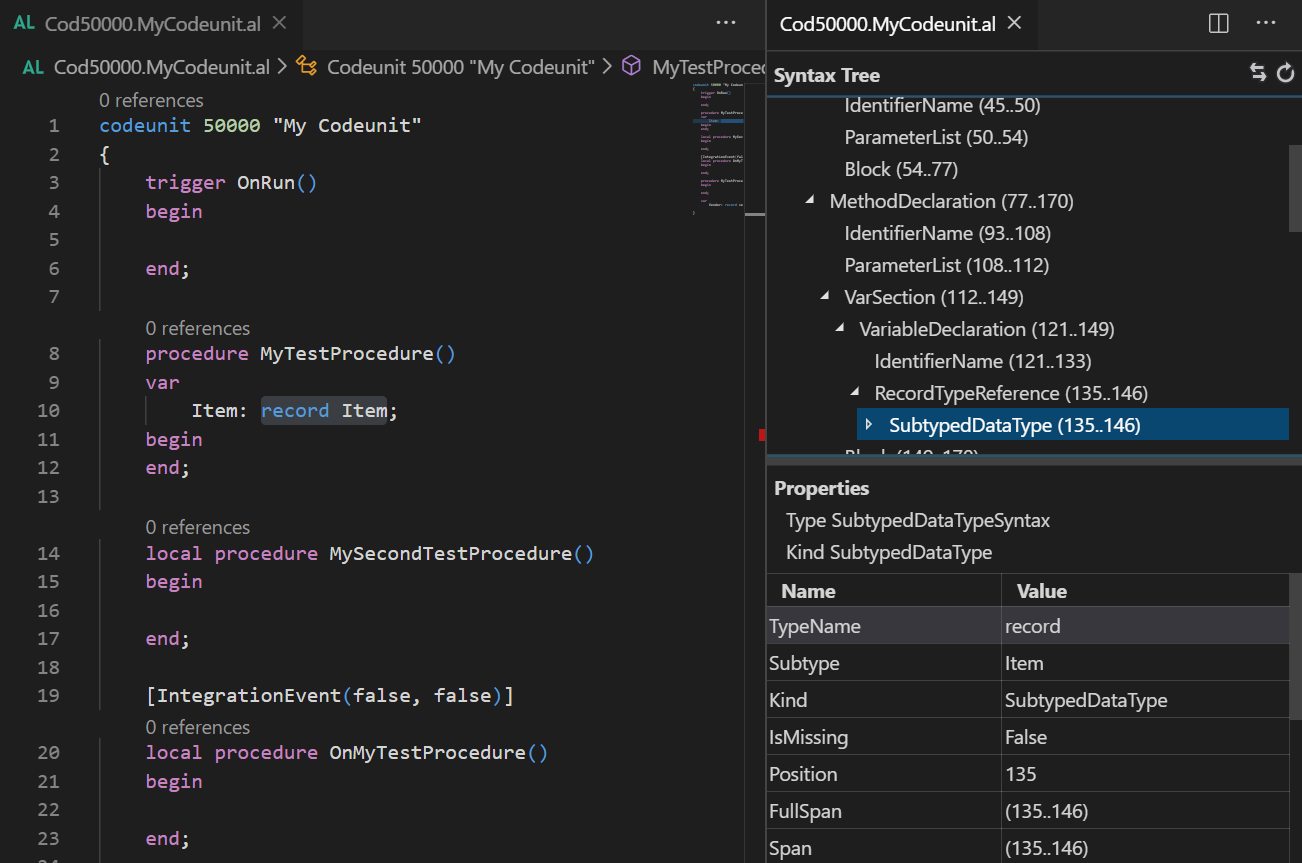 AL Cod50000.MyCodeunit.al
AL Cod50000.MyCodeunit.al > Codeunit 50000 "My Codeunit" >
0 references
1 codeunit 50000 "My Codeunit"
2 {
3 trigger OnRun()
4 begin
5
6 end;
7
0 references
8 procedure MyTestProcedure()
9 var
10 Item: record Item;
11 begin
12 end;
13
0 references
14 local procedure MySecondTestProcedure()
15 begin
16
17 end;
18
19 [IntegrationEvent(false, false)]
0 references
20 local procedure OnMyTestProcedure()
21 begin
22
23 end;
Cod50000.MyCodeunit.al
Syntax Tree
IdentifierName (45..50)
ParameterList (50..54)
Block (54..77)
MethodDeclaration (77..170)
IdentifierName (93..108)
ParameterList (108..112)
VarSection (112..149)
VariableDeclaration (121..149)
IdentifierName (121..133)
RecordTypeReference (135..146)
SubtypedDataType (135..146)
Properties
Type SubtypedDataTypeSyntax
Kind SubtypedDataType
Name Value
TypeName record
Subtype Item
Kind SubtypedDataType
IsMissing False
Position 135
FullSpan (135..146)
Span (135..146)